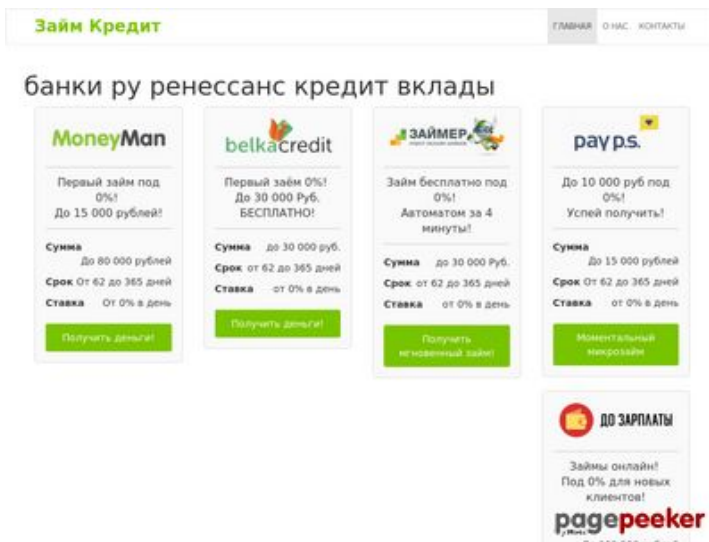 Займ Кредит
ГЛАВНАЯ О НАС КОНТАКТЫ
банки ру ренессанс кредит вклады
MoneyMan
Первый займ под
0%!
До 15 000 рублей!
Сумма
До 80 000 рублей
Срок От 62 до 365 дней
Ставка От 0% в день
Получить деньги!
belkacredit
Первый заём 0%!
До 30 000 Руб.
БЕСПЛАТНО!
Сумма до 30 000 руб.
Срок от 62 до 365 дней
Ставка от 0% в день
Получить деньги!
ЗАЙМЕР
Займ бесплатно под
0%!
Автоматом за 4
минуты!
Сумма до 30 000 Руб.
Срок от 62 до 365 дней
Ставка от 0% в день
Получить
мгновенный займ!
pay p.s.
До 10 000 руб под
0%!
Успей получить!
Сумма
До 15 000 рублей
Срок От 62 до 365 дней
Ставка От 0% в день
Моментальный
микрозайм
ДО ЗАРПЛАТЫ
Займы онлайн!
Под 0% для новых
клиентов!
pagepeeker